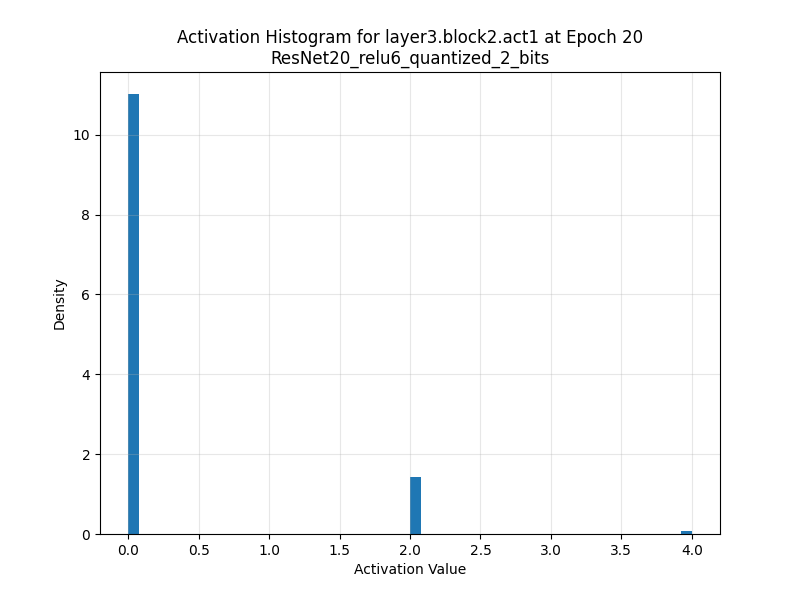 Activation Histogram for layer3.block2.act1 at Epoch 20
ResNet20_relu6_quantized_2_bits
10
8
6
4
2
0
Density
0.0 0.5 1.0 1.5 2.0 2.5 3.0 3.5 4.0
Activation Value